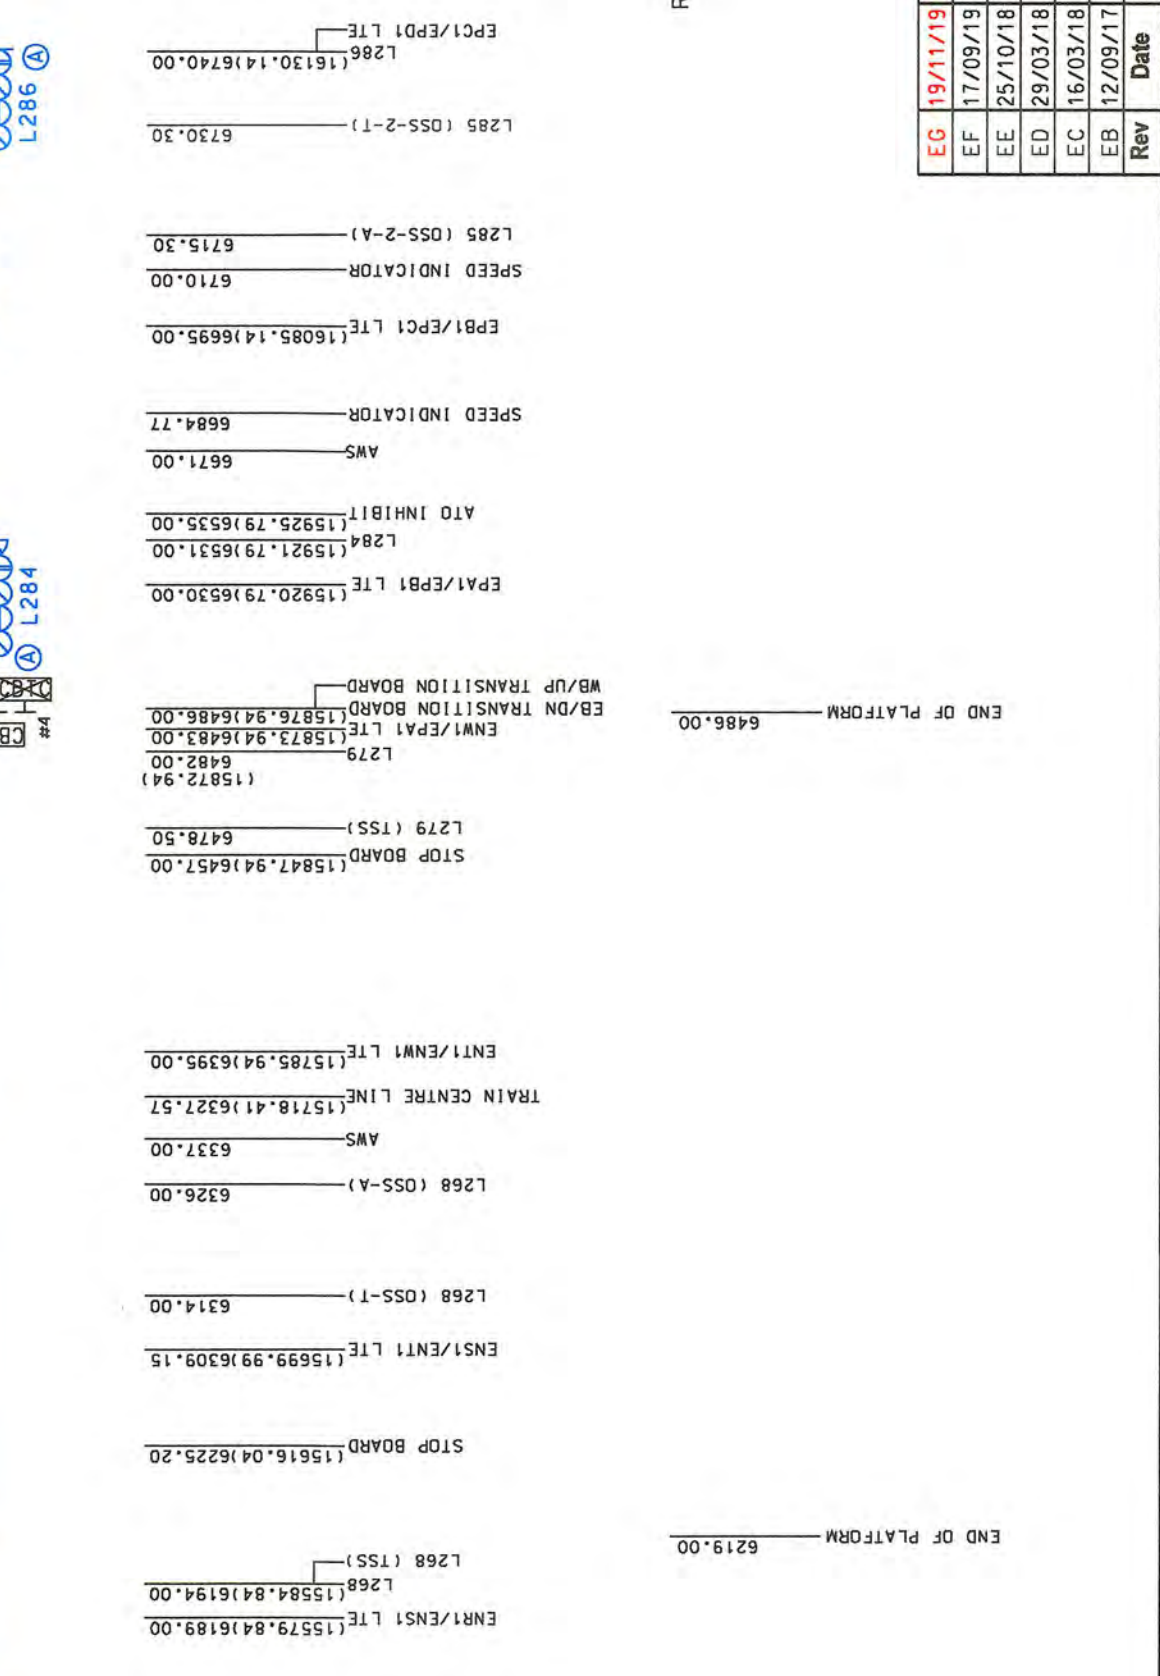 ENR1/ENS1 LTE (15579.84)6189.00
L268 (15584.84)6194.00
L268 (TSS)
END OF PLATFORM 6219.00
STOP BOARD (15616.04)6225.20
ENS1/ENT1 LTE (15699.99)6309.15
L268 (OSS-T) 6314.00
L268 (OSS-A) 6326.00
AWS 6337.00
TRAIN CENTRE LINE (15718.41)6327.57
ENT1/ENW1 LTE (15785.94)6395.00
STOP BOARD (15847.94)6457.00
L279 (TSS) 6478.50
(15872.94)
L279 6482.00
ENW1/EPA1 LTE (15873.94)6483.00
EB/DN TRANSITION BOARD (15876.94)6486.00
WB/UP TRANSITION BOARD
END OF PLATFORM 6486.00
EPA1/EPB1 LTE (15920.79)6530.00
L284 (15921.79)6531.00
ATO INHIBIT (15925.79)6535.00
AWS 6671.00
SPEED INDICATOR 6684.77
EPB1/EPC1 LTE (16085.14)6695.00
SPEED INDICATOR 6710.00
L285 (OSS-2-A) 6715.30
L285 (OSS-2-T) 6730.30
L286 (16130.14)6740.00
EPC1/EPD1 LTE
L286 A
A L284
CBTC
CB
#4
EG 19/11/19
EF 17/09/19
EE 25/10/18
ED 29/03/18
EC 16/03/18
EB 12/09/17
Rev Date